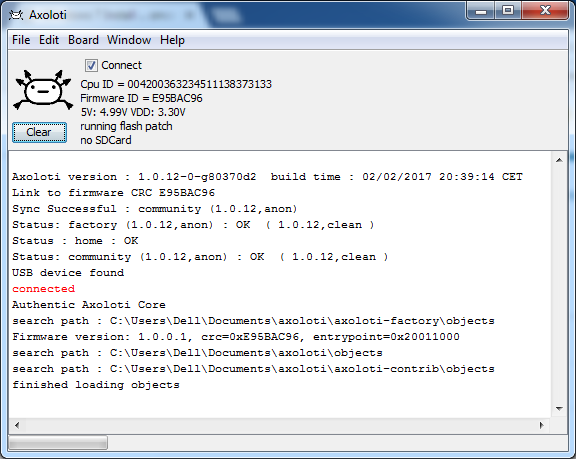 Axoloti
File Edit Board Window Help
Connect
Cpu ID = 004200363234511138373133
Firmware ID = E95BAC96
5V: 4.99V VDD: 3.30V
running flash patch
Clear
no SDCard
Axoloti version : 1.0.12-0-g80370d2  build time : 02/02/2017 20:39:14 CET
Link to firmware CRC E95BAC96
Sync Successful : community (1.0.12,anon)
Status: factory (1.0.12,anon) : OK  ( 1.0.12,clean )
Status : home : OK
Status: community (1.0.12,anon) : OK  ( 1.0.12,clean )
USB device found
connected
Authentic Axoloti Core
search path : C:\Users\Dell\Documents\axoloti\axoloti-factory\objects
Firmware version: 1.0.0.1, crc=0xE95BAC96, entrypoint=0x20011000
search path : C:\Users\Dell\Documents\axoloti\objects
search path : C:\Users\Dell\Documents\axoloti\axoloti-contrib\objects
finished loading objects